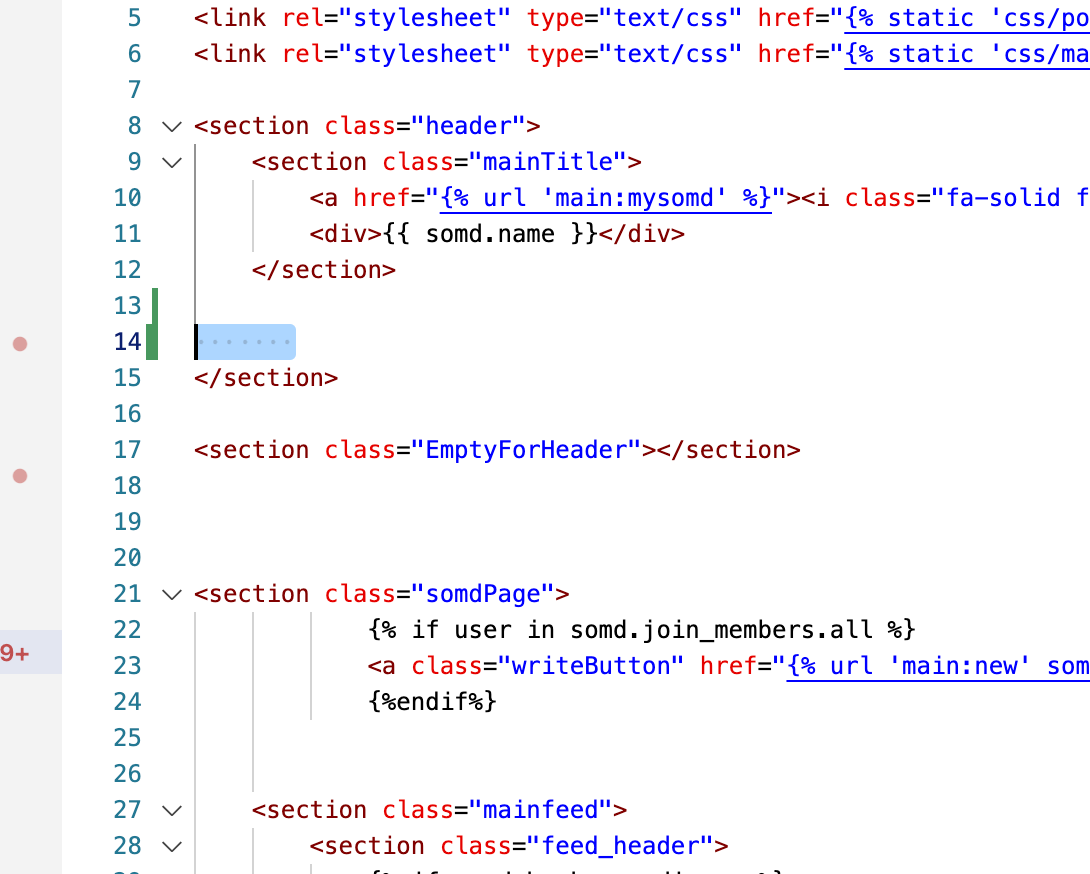 5 <link rel="stylesheet" type="text/css" href="{% static 'css/po
6 <link rel="stylesheet" type="text/css" href="{% static 'css/ma
7
8 <section class="header">
9 <section class="mainTitle">
10 <a href="{% url 'main:mysomd' %}"><i class="fa-solid f
11 <div>{{ somd.name }}</div>
12 </section>
13
14
15 </section>
16
17 <section class="EmptyForHeader"></section>
18
19
20
21 <section class="somdPage">
22 {% if user in somd.join_members.all %}
9+
23 <a class="writeButton" href="{% url 'main:new' som
24 {%endif%}
25
26
27 <section class="mainfeed">
28 <section class="feed_header">